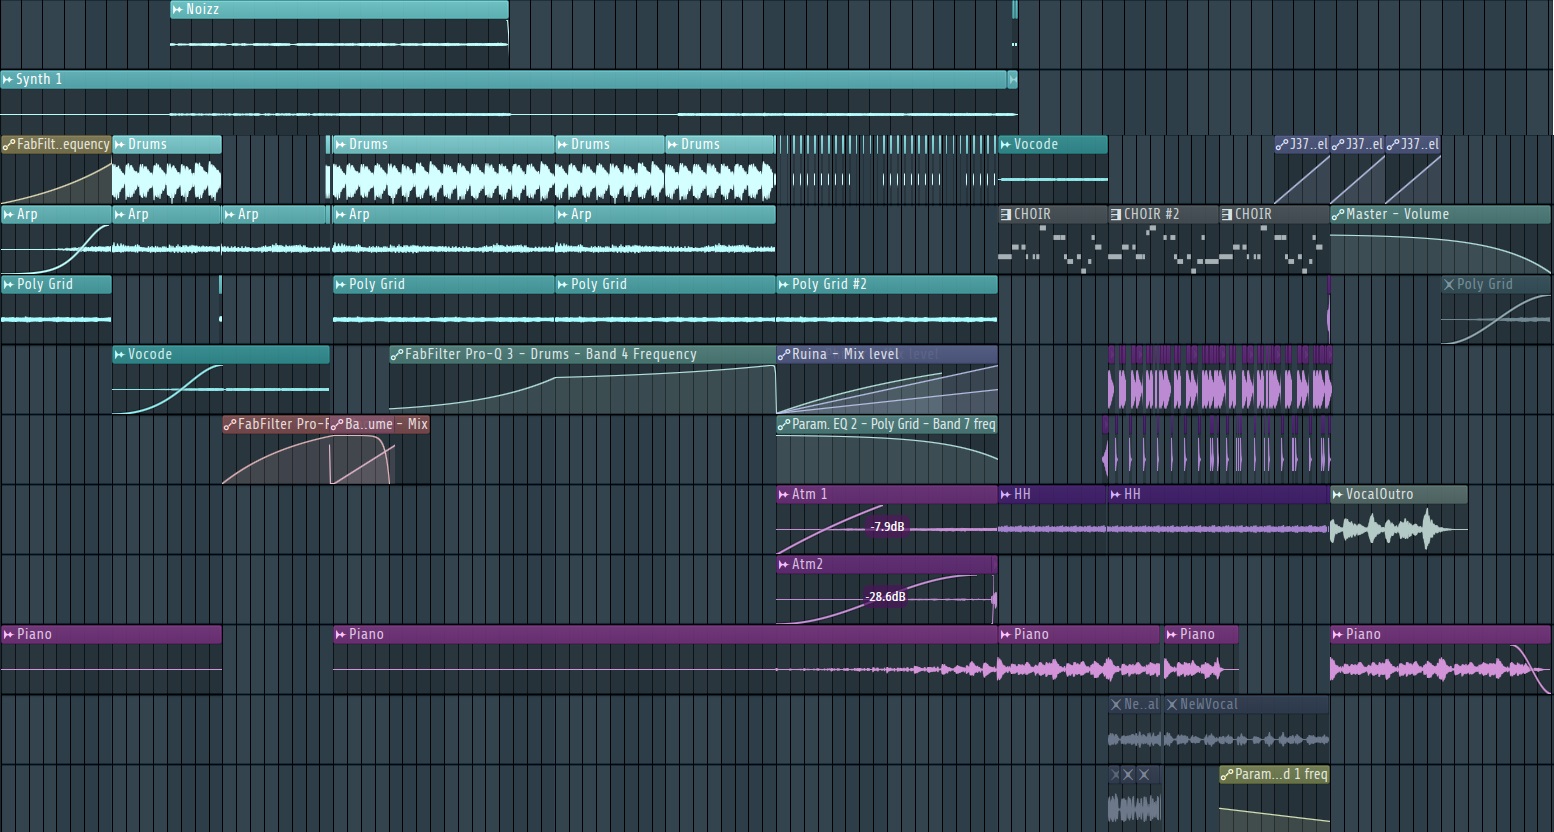 Noizz
Synth 1
FabFilt..equency Drums Drums Drums Drums Vocode J37..el J37..el J37..el
Arp Arp Arp Arp Arp CHOIR CHOIR #2 CHOIR Master - Volume
Poly Grid Poly Grid Poly Grid Poly Grid #2 Poly Grid
Vocode FabFilter Pro-Q 3 - Drums - Band 4 Frequency Ruina - Mix level
FabFilter Pro-F Ba..ume - Mix Param. EQ 2 - Poly Grid - Band 7 freq
Atm 1 HH HH VocalOutro
-7.9dB
Atm2
-28.6dB
Piano Piano Piano Piano Piano
Ne..al NeWVocal
Param...d 1 freq